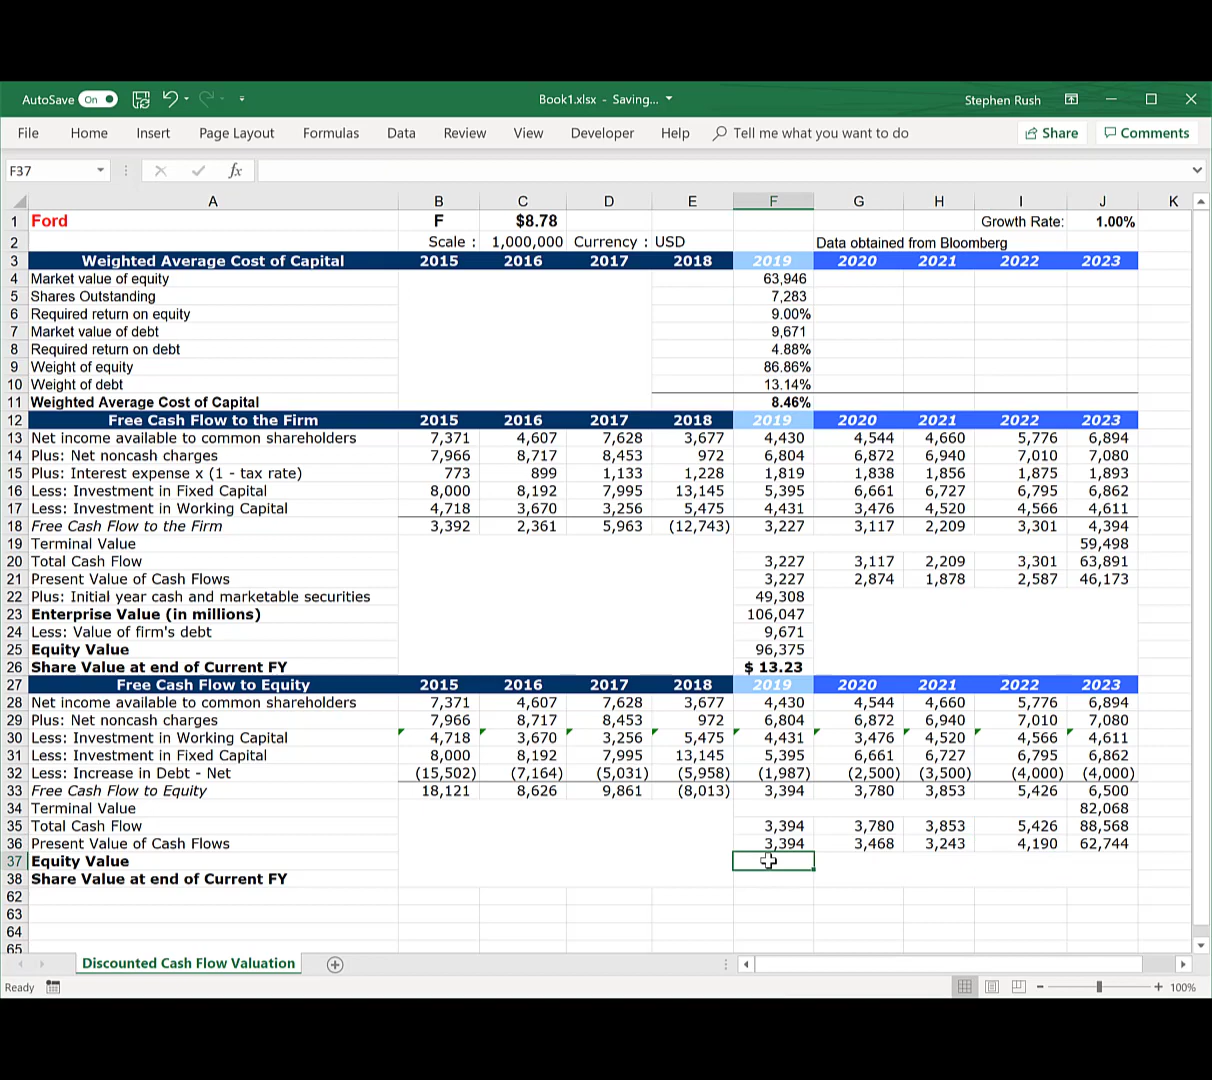 AutoSave On Book1.xlsx - Saving... Stephen Rush
File Home Insert Page Layout Formulas Data Review View Developer Help Tell me what you want to do Share Comments
F37 fx
A B C D E F G H I J K
1 Ford F $8.78 Growth Rate: 1.00%
2 Scale : 1,000,000 Currency : USD Data obtained from Bloomberg
3 Weighted Average Cost of Capital 2015 2016 2017 2018 2019 2020 2021 2022 2023
4 Market value of equity 63,946
5 Shares Outstanding 7,283
6 Required return on equity 9.00%
7 Market value of debt 9,671
8 Required return on debt 4.88%
9 Weight of equity 86.86%
10 Weight of debt 13.14%
11 Weighted Average Cost of Capital 8.46%
12 Free Cash Flow to the Firm 2015 2016 2017 2018 2019 2020 2021 2022 2023
13 Net income available to common shareholders 7,371 4,607 7,628 3,677 4,430 4,544 4,660 5,776 6,894
14 Plus: Net noncash charges 7,966 8,717 8,453 972 6,804 6,872 6,940 7,010 7,080
15 Plus: Interest expense x (1 - tax rate) 773 899 1,133 1,228 1,819 1,838 1,856 1,875 1,893
16 Less: Investment in Fixed Capital 8,000 8,192 7,995 13,145 5,395 6,661 6,727 6,795 6,862
17 Less: Investment in Working Capital 4,718 3,670 3,256 5,475 4,431 3,476 4,520 4,566 4,611
18 Free Cash Flow to the Firm 3,392 2,361 5,963 (12,743) 3,227 3,117 2,209 3,301 4,394
19 Terminal Value 59,498
20 Total Cash Flow 3,227 3,117 2,209 3,301 63,891
21 Present Value of Cash Flows 3,227 2,874 1,878 2,587 46,173
22 Plus: Initial year cash and marketable securities 49,308
23 Enterprise Value (in millions) 106,047
24 Less: Value of firm's debt 9,671
25 Equity Value 96,375
26 Share Value at end of Current FY $ 13.23
27 Free Cash Flow to Equity 2015 2016 2017 2018 2019 2020 2021 2022 2023
28 Net income available to common shareholders 7,371 4,607 7,628 3,677 4,430 4,544 4,660 5,776 6,894
29 Plus: Net noncash charges 7,966 8,717 8,453 972 6,804 6,872 6,940 7,010 7,080
30 Less: Investment in Working Capital 4,718 3,670 3,256 5,475 4,431 3,476 4,520 4,566 4,611
31 Less: Investment in Fixed Capital 8,000 8,192 7,995 13,145 5,395 6,661 6,727 6,795 6,862
32 Less: Increase in Debt - Net (15,502) (7,164) (5,031) (5,958) (1,987) (2,500) (3,500) (4,000) (4,000)
33 Free Cash Flow to Equity 18,121 8,626 9,861 (8,013) 3,394 3,780 3,853 5,426 6,500
34 Terminal Value 82,068
35 Total Cash Flow 3,394 3,780 3,853 5,426 88,568
36 Present Value of Cash Flows 3,394 3,468 3,243 4,190 62,744
37 Equity Value
38 Share Value at end of Current FY
62
63
64
65
Discounted Cash Flow Valuation
Ready 100%